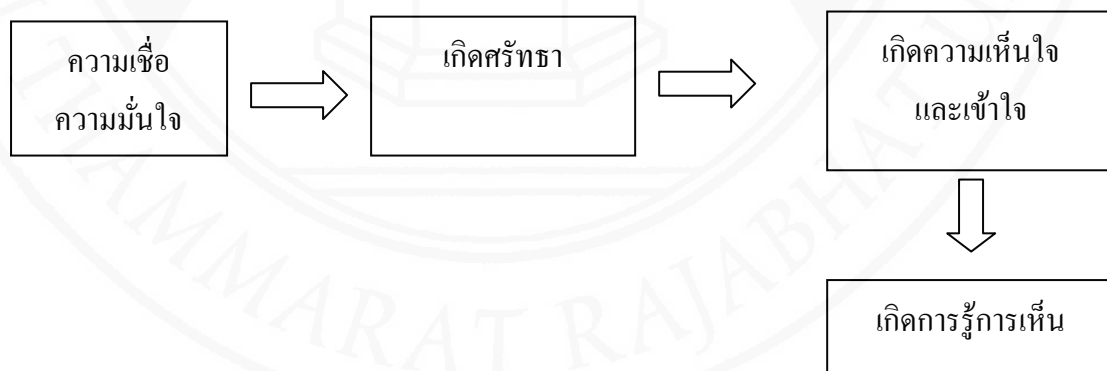 ความเชื่อ
ความมั่นใจ
เกิดศรัทธา
เกิดความเห็นใจ
และเข้าใจ
เกิดการรู้การเห็น
THAMMARAT RAJABHAT U